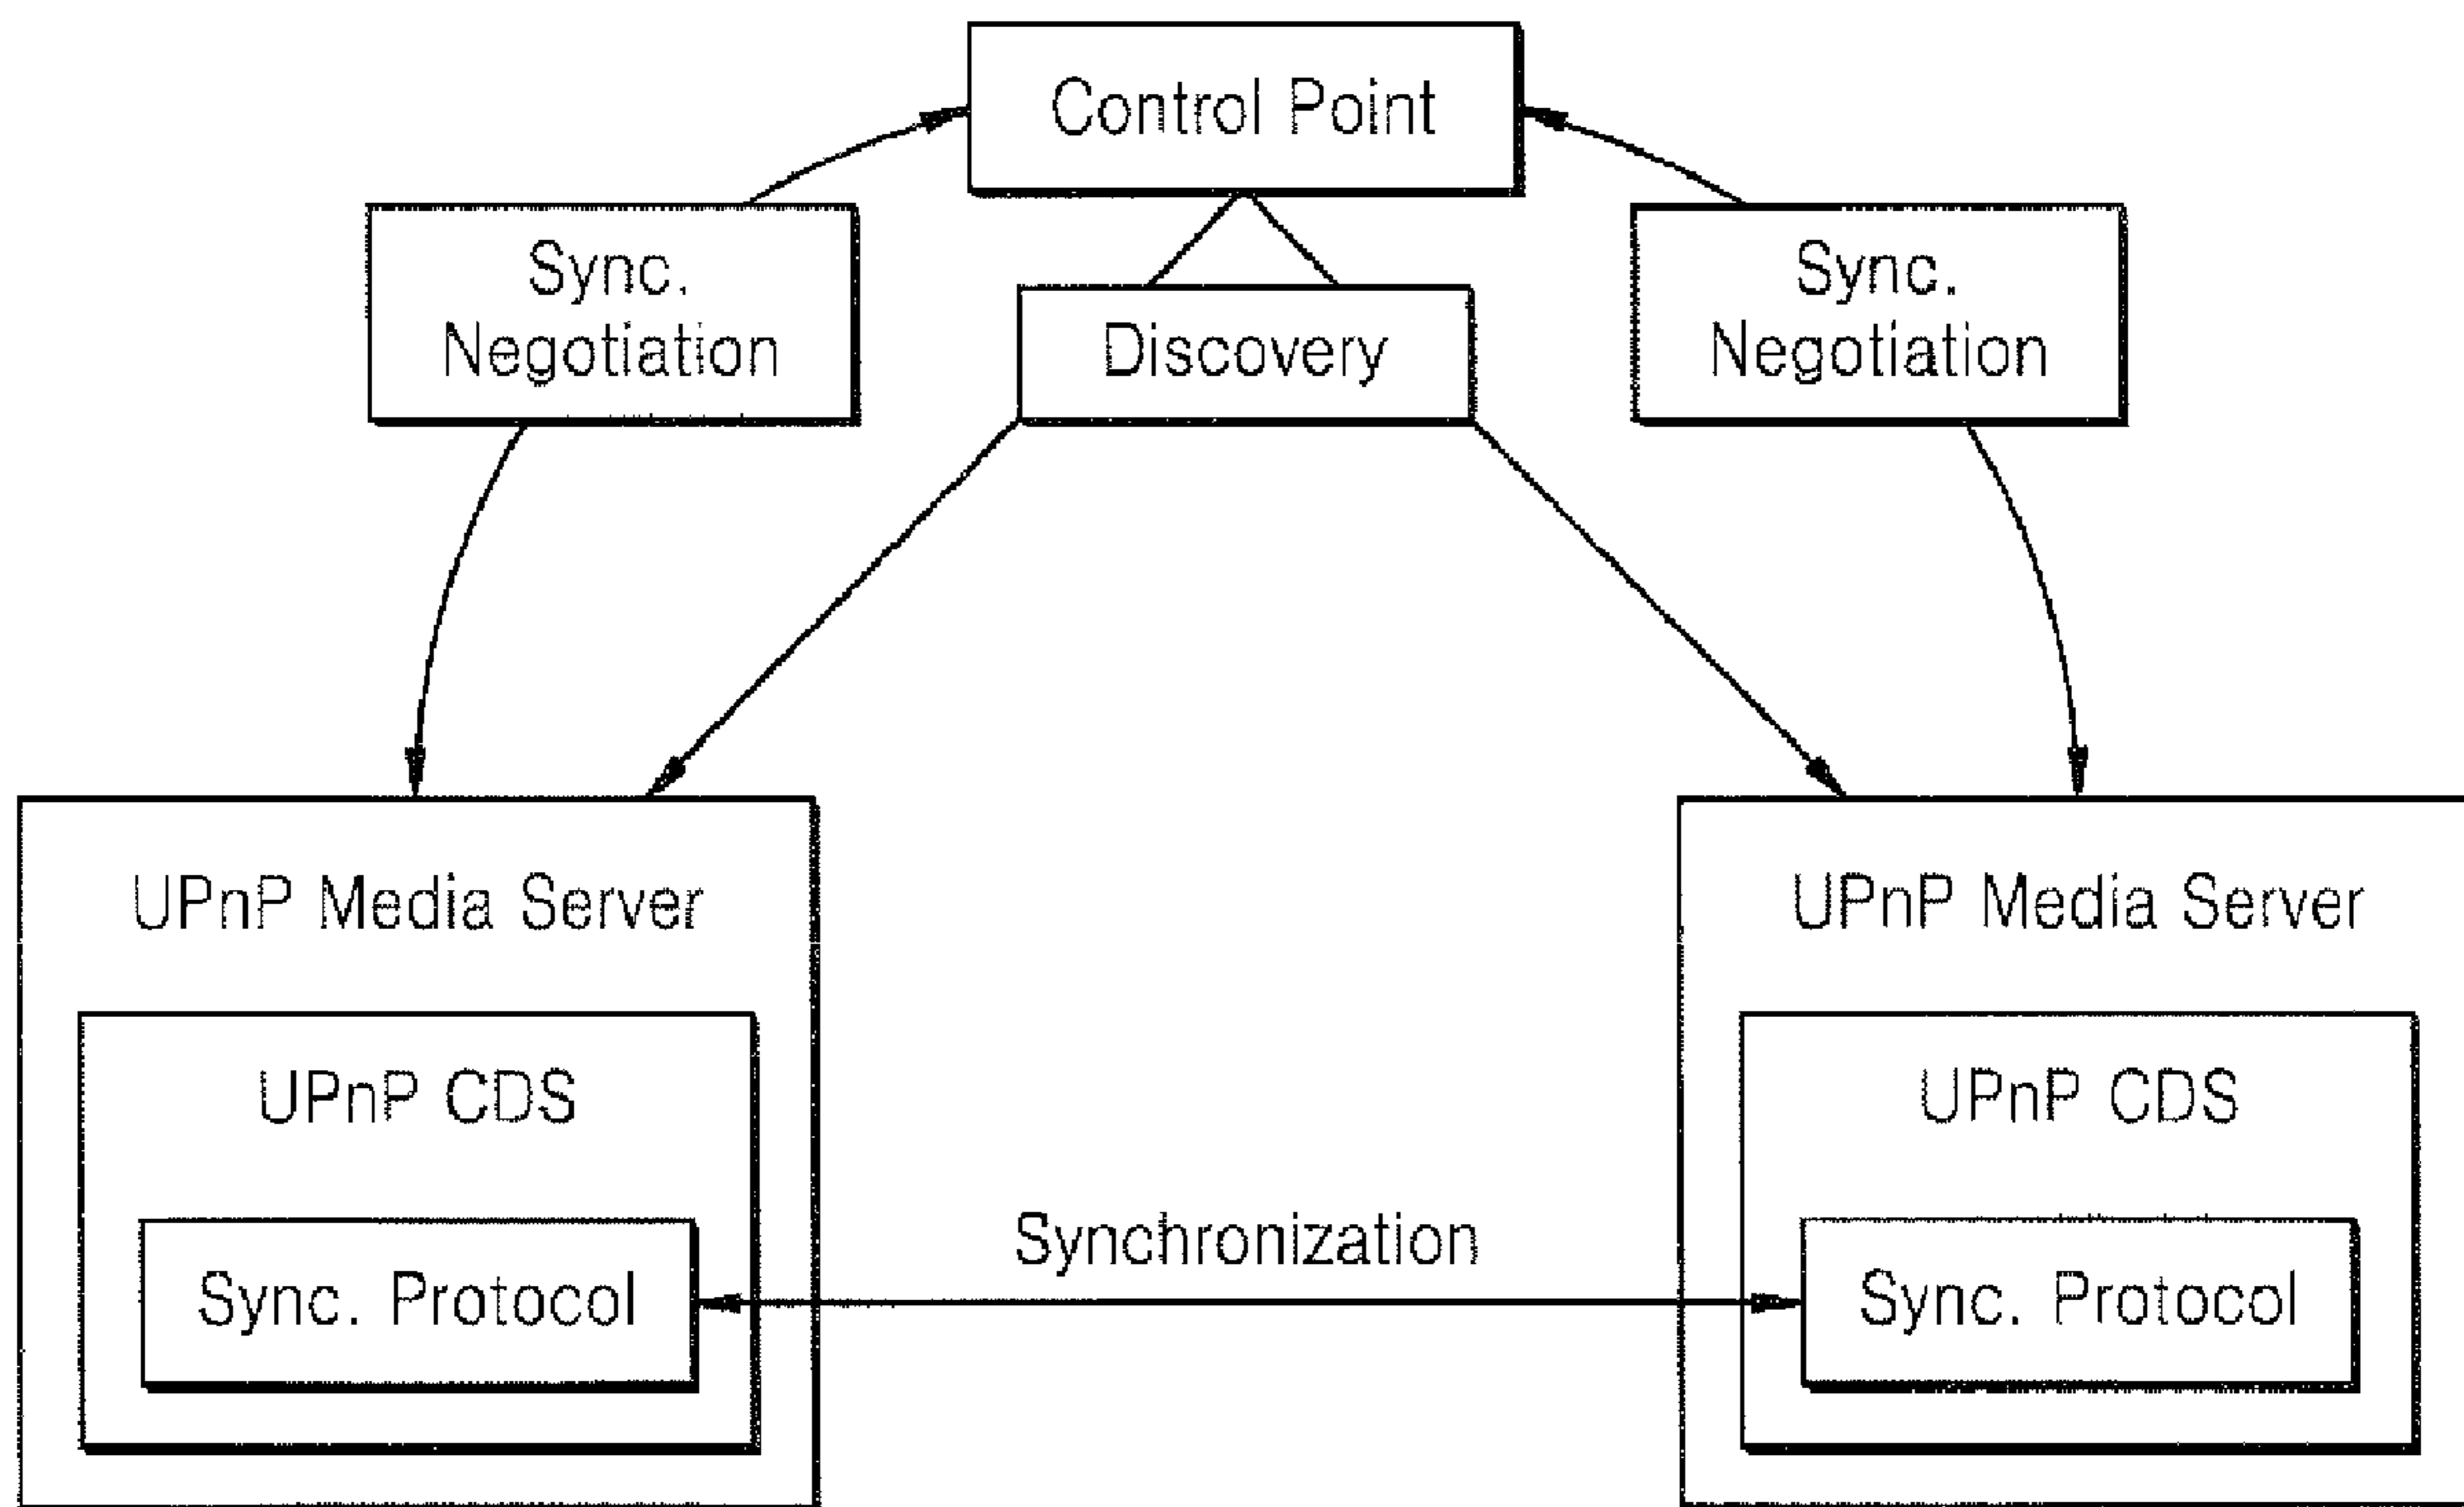 Control Point
Sync.
Negotiation
Discovery
Sync.
Negotiation
UPnP Media Server
UPnP Media Server
UPnP CDS
UPnP CDS
Synchronization
Sync. Protocol
Sync. Protocol